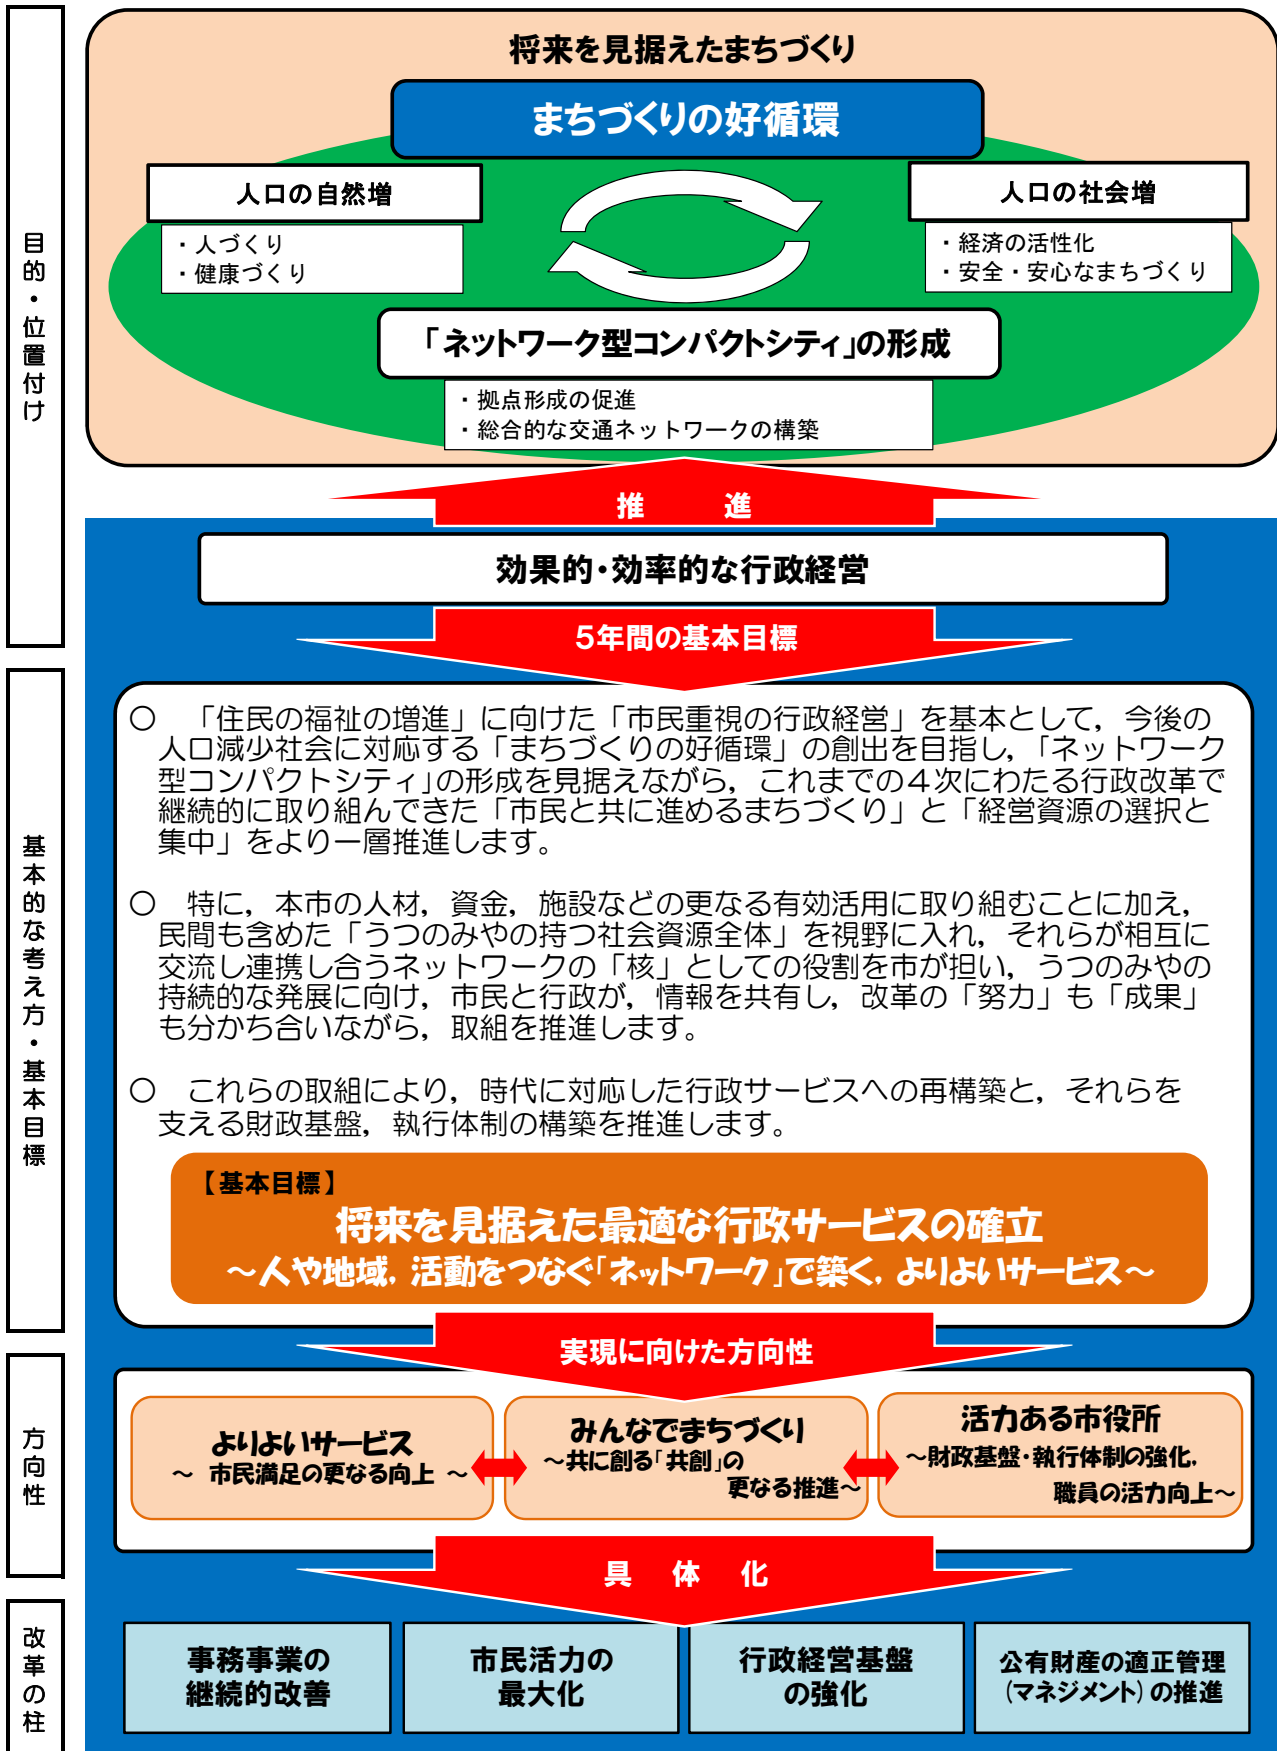 目的・位置付け
将来を見据えたまちづくり
まちづくりの好循環
人口の自然増
・人づくり
・健康づくり
人口の社会増
・経済の活性化
・安全・安心なまちづくり
「ネットワーク型コンパクトシティ」の形成
・拠点形成の促進
・総合的な交通ネットワークの構築
推　進
効果的・効率的な行政経営
5年間の基本目標
基本的な考え方・基本目標
○　「住民の福祉の増進」に向けた「市民重視の行政経営」を基本として，今後の
人口減少社会に対応する「まちづくりの好循環」の創出を目指し，「ネットワーク
型コンパクトシティ」の形成を見据えながら，これまでの４次にわたる行政改革で
継続的に取り組んできた「市民と共に進めるまちづくり」と「経営資源の選択と
集中」をより一層推進します。
○　特に，本市の人材，資金，施設などの更なる有効活用に取り組むことに加え，
民間も含めた「うつのみやの持つ社会資源全体」を視野に入れ，それらが相互に
交流し連携し合うネットワークの「核」としての役割を市が担い，うつのみやの
持続的な発展に向け，市民と行政が，情報を共有し，改革の「努力」も「成果」
も分かち合いながら，取組を推進します。
○　これらの取組により，時代に対応した行政サービスへの再構築と，それらを
支える財政基盤，執行体制の構築を推進します。
【基本目標】
将来を見据えた最適な行政サービスの確立
～人や地域，活動をつなぐ「ネットワーク」で築く，よりよいサービス～
実現に向けた方向性
方向性
よりよいサービス
～ 市民満足の更なる向上 ～
みんなでまちづくり
～共に創る「共創」の
更なる推進～
活力ある市役所
～財政基盤・執行体制の強化，
職員の活力向上～
具　体　化
改革の柱
事務事業の
継続的改善
市民活力の
最大化
行政経営基盤
の強化
公有財産の適正管理
（マネジメント）の推進